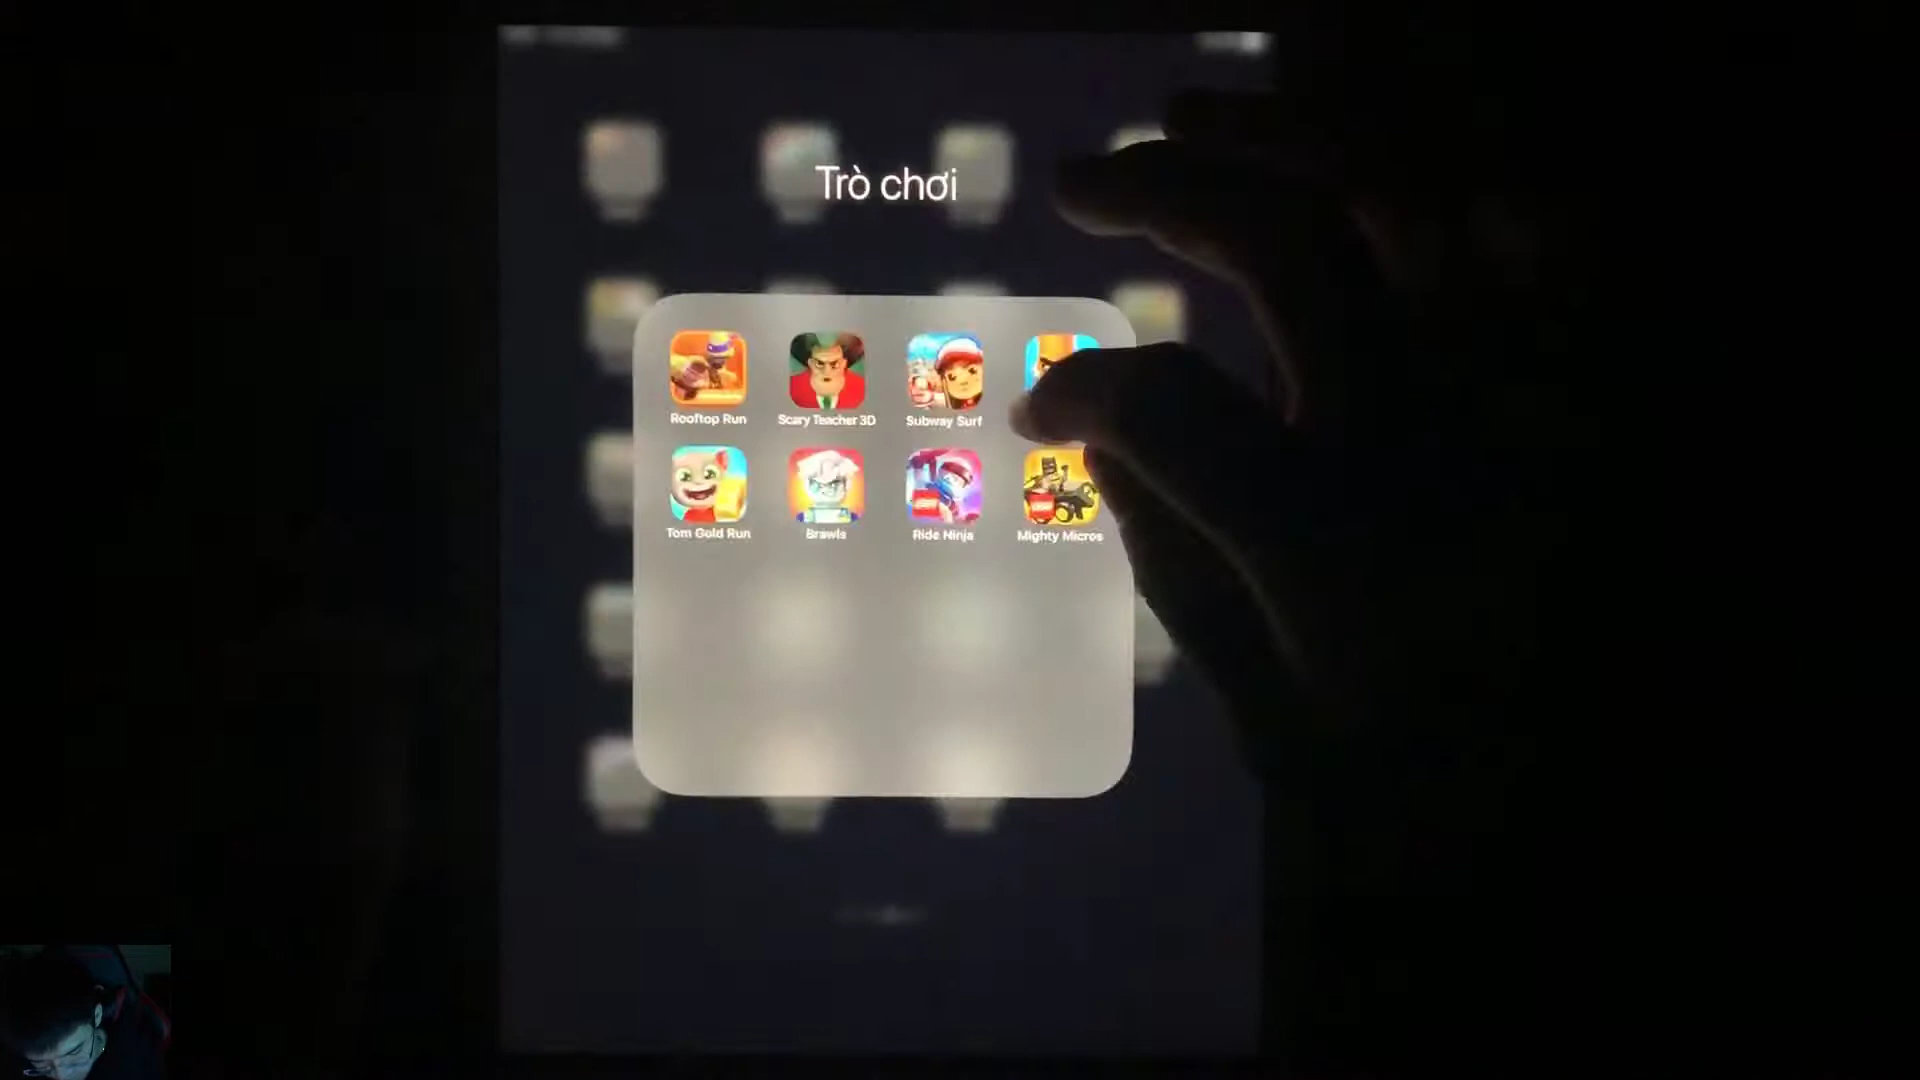 Trò chơi
Rooftop Run
Scary Teacher 3D
Subway Surf
Tom Gold Run
Brawls
Ride Ninja
Mighty Micros